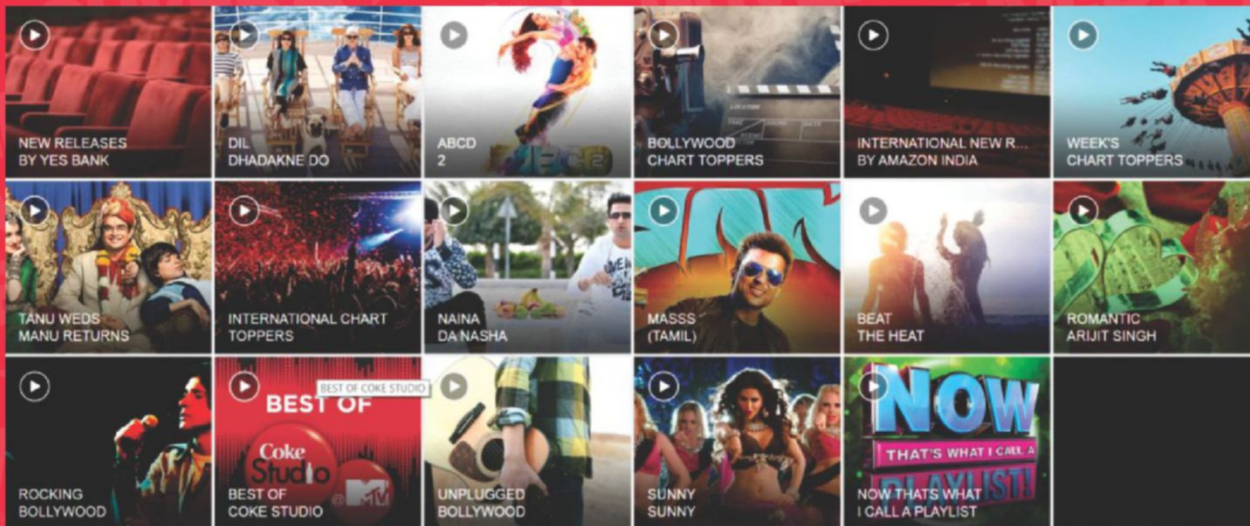 NEW RELEASES
BY YES BANK
DIL
DHADAKNE DO
ABCD
2
BOLLYWOOD
CHART TOPPERS
INTERNATIONAL NEW R...
BY AMAZON INDIA
WEEK'S
CHART TOPPERS
TANU WEDS
MANU RETURNS
INTERNATIONAL CHART
TOPPERS
NAINA
DA NASHA
MASSS
(TAMIL)
BEAT
THE HEAT
ROMANTIC
ARIJIT SINGH
ROCKING
BOLLYWOOD
BEST OF COKE STUDIO
BEST OF
Coke
Studio
@MTV
BEST OF
COKE STUDIO
UNPLUGGED
BOLLYWOOD
SUNNY
SUNNY
NOW
THAT'S WHAT I CALL A
PLAYLIST!
NOW THATS WHAT
I CALL A PLAYLIST